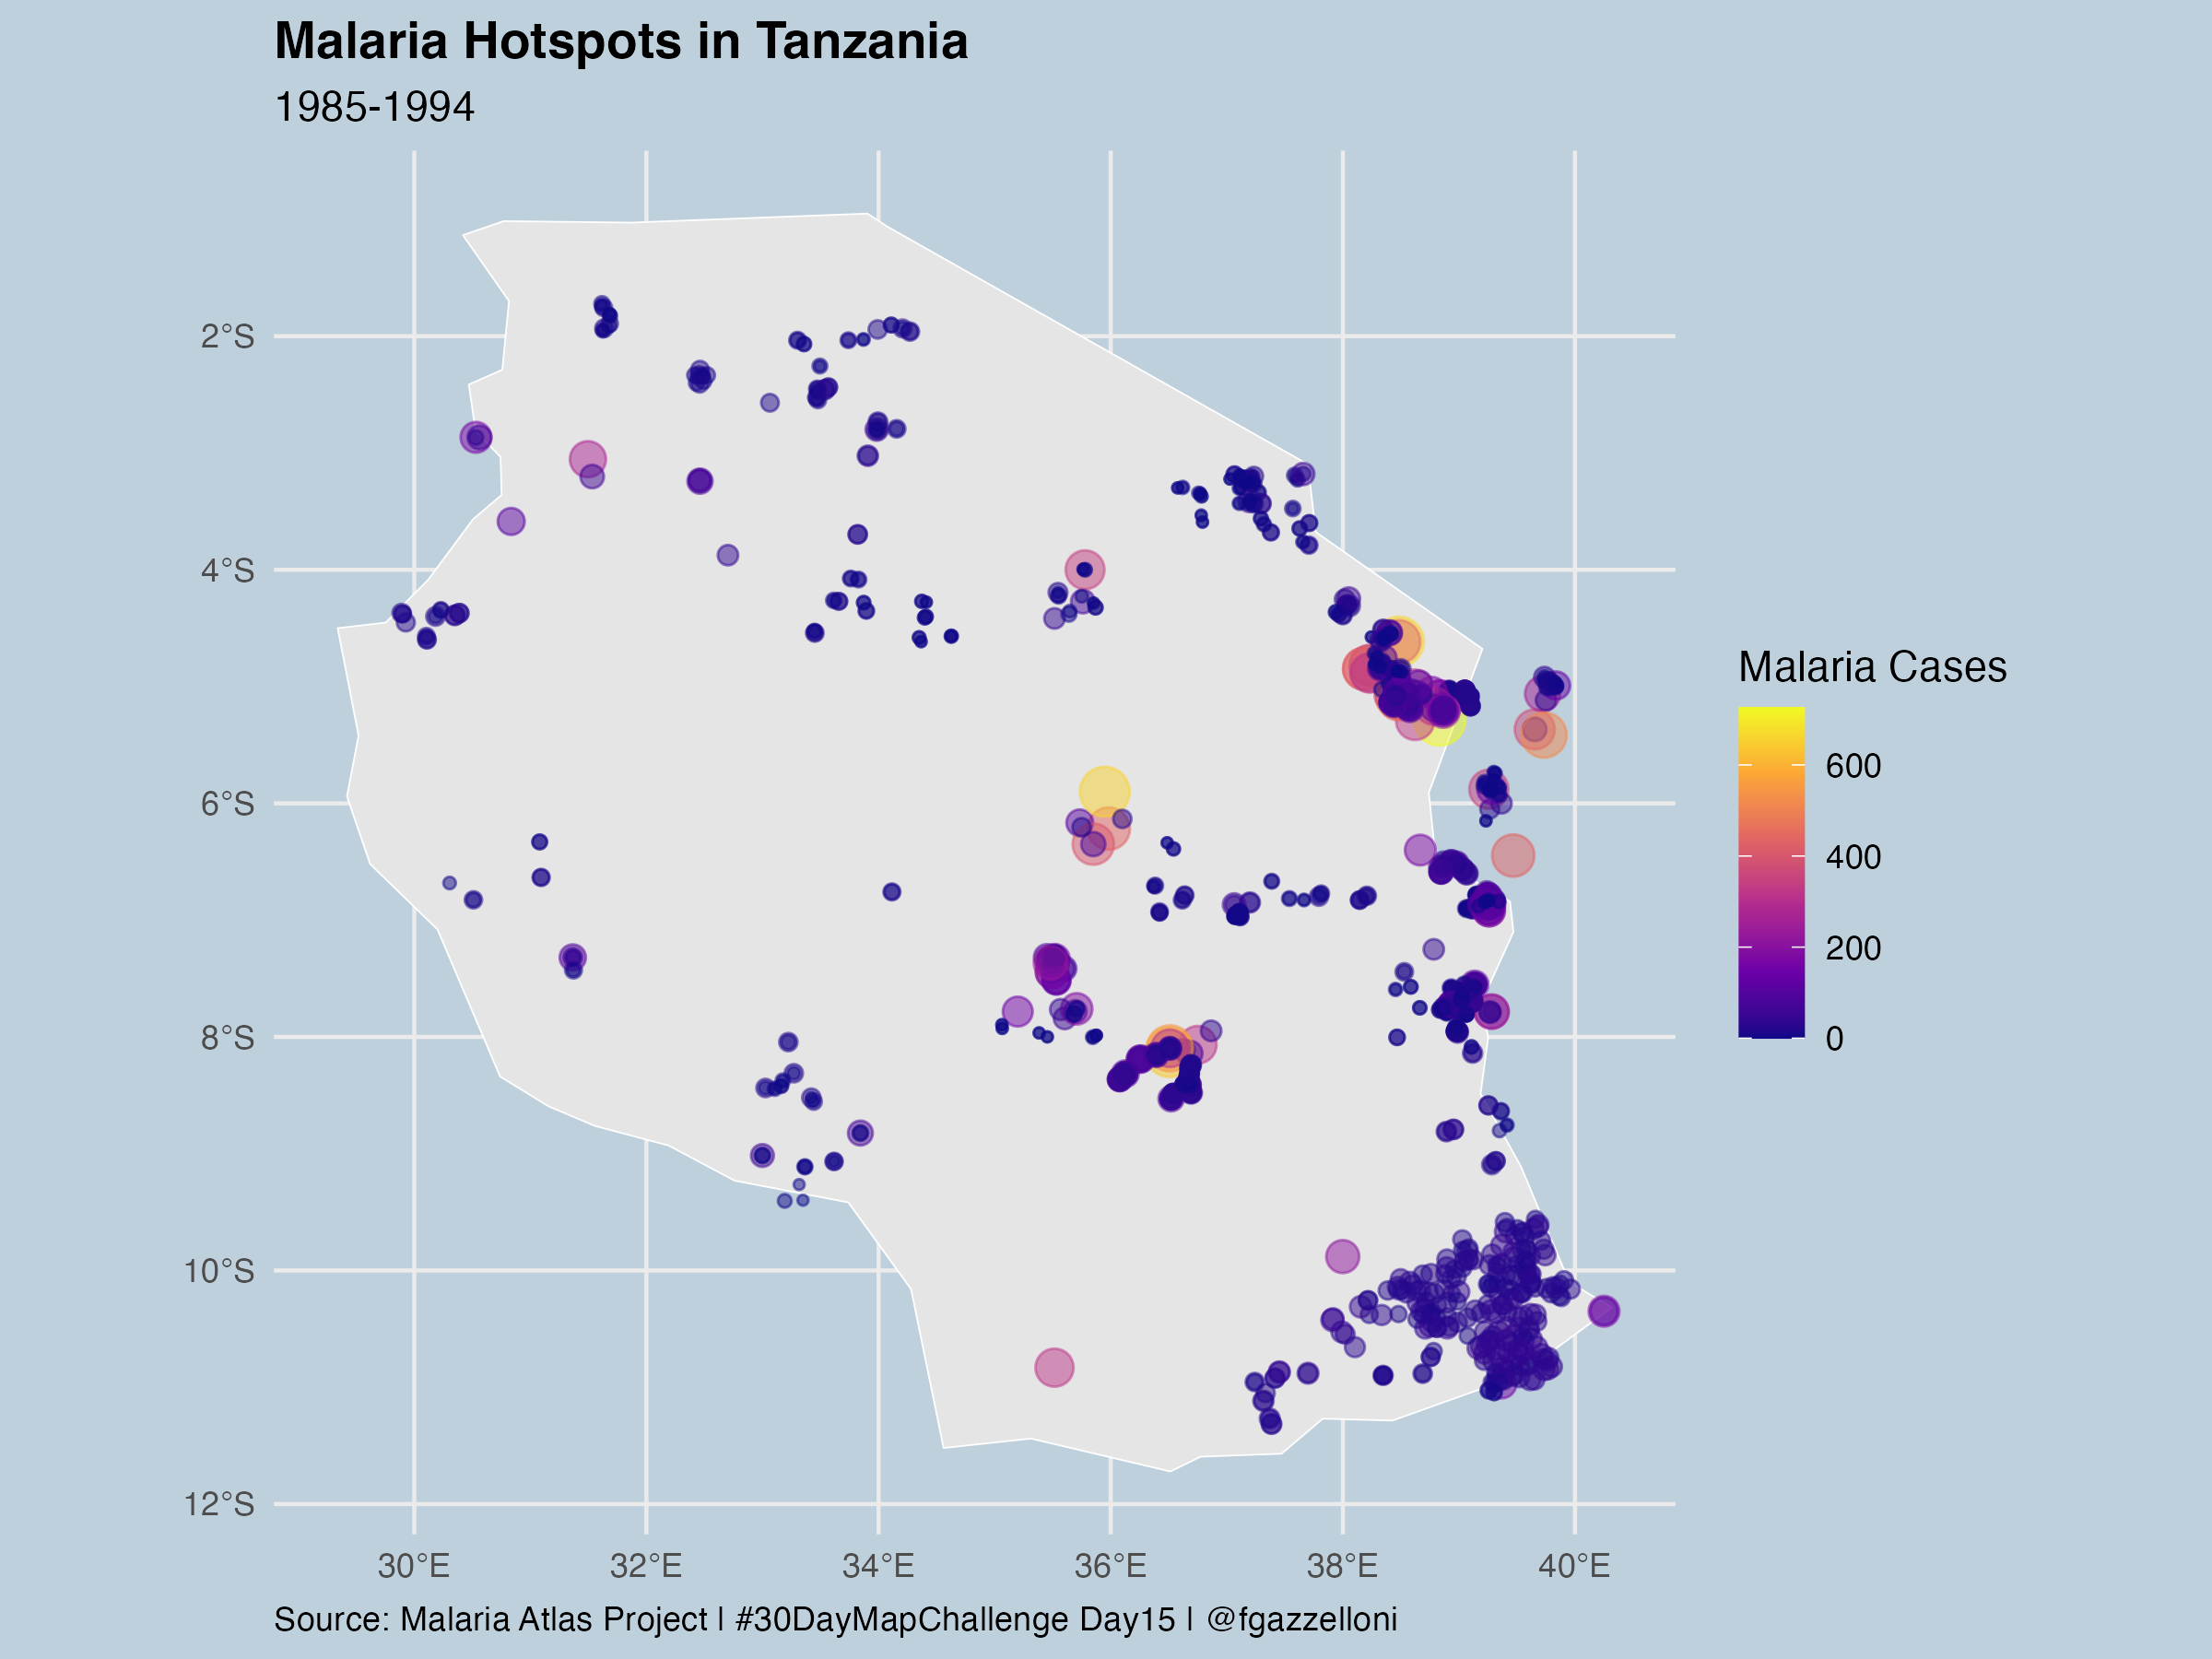 Malaria Hotspots in Tanzania
1985-1994
2°S
4°S
6°S
8°S
10°S
12°S
30°E 32°E 34°E 36°E 38°E 40°E
Malaria Cases
600
400
200
0
Source: Malaria Atlas Project | #30DayMapChallenge Day15 | @fgazzelloni